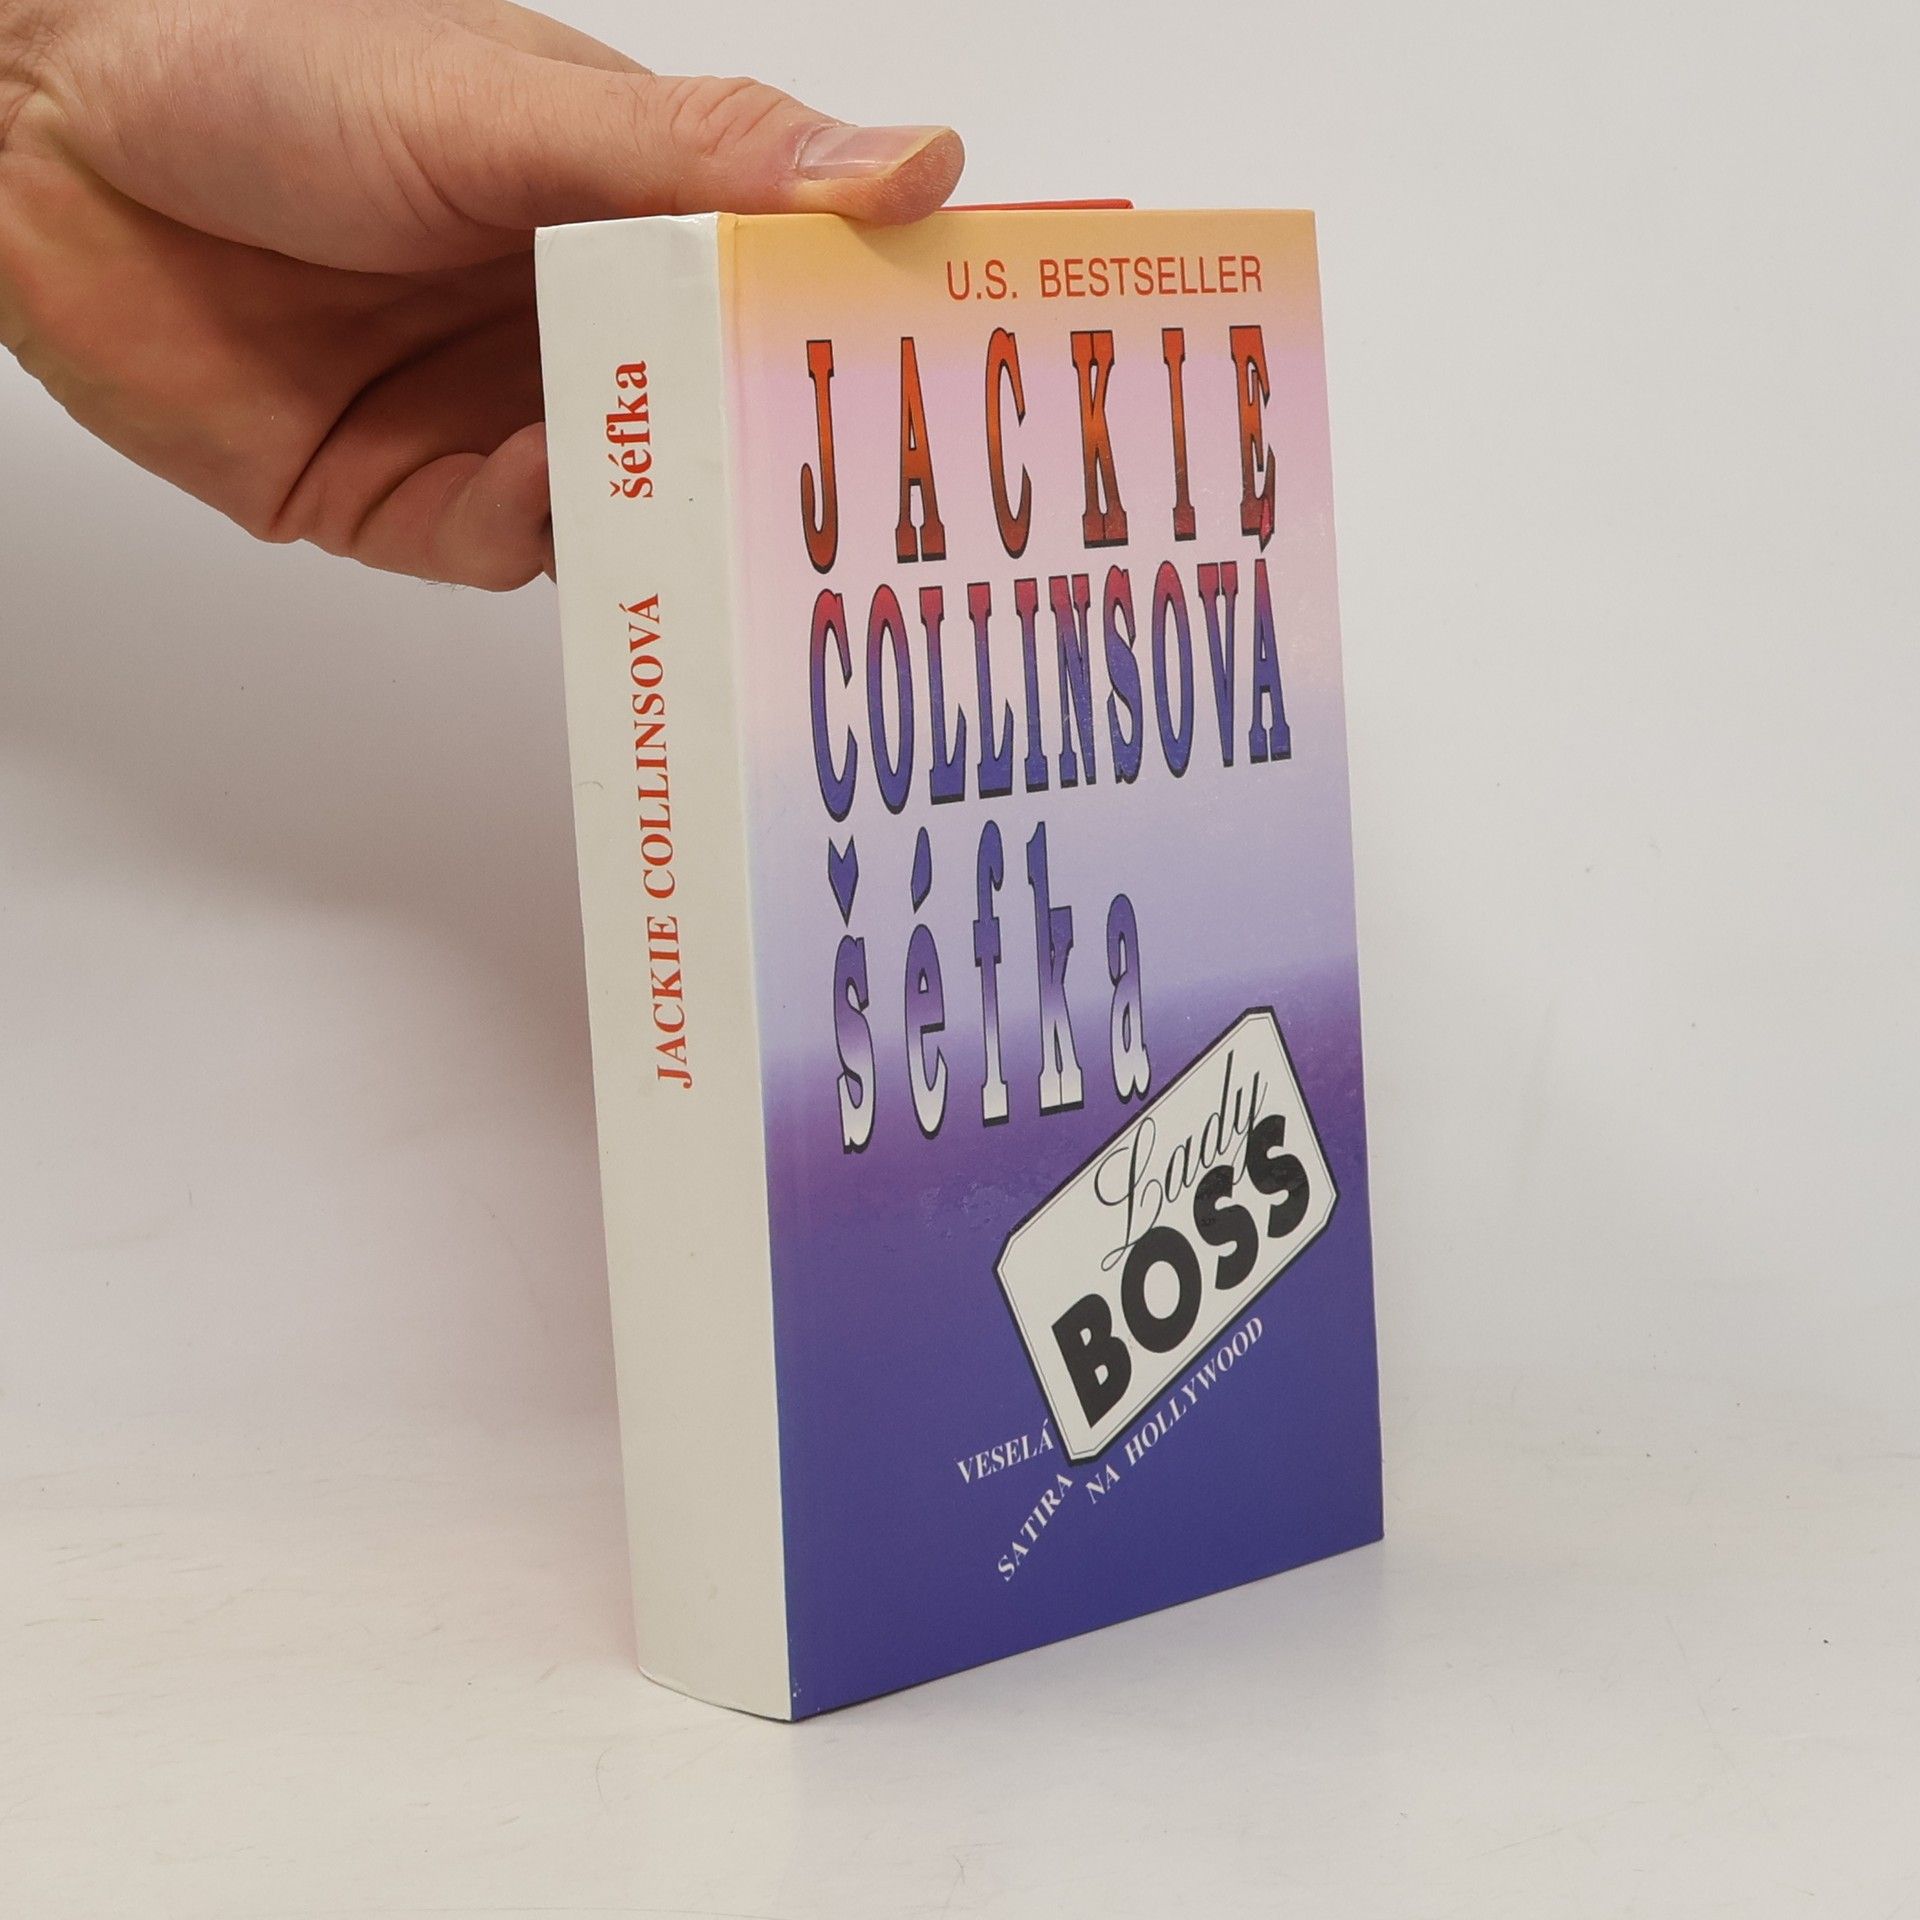 JACKIE COLLINSOVÁ šéfka
U.S. BESTSELLER
JACKIE
COLLINSOVÁ
šéfka
Lady
BOSS
VESELÁ
SATIRA
NA HOLLYWOOD